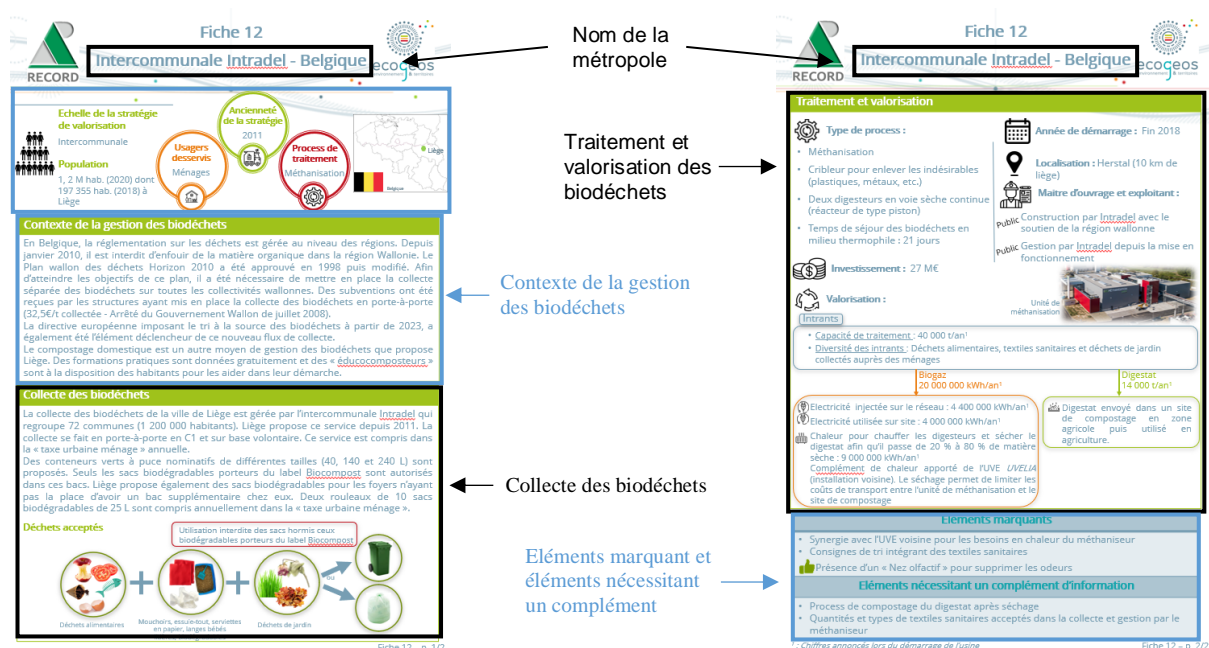 Fiche 12
Intercommunale Intradel - Belgique
RECORD
ecogeos
environnement & territoires
Echelle de la stratégie
de valorisation
Intercommunale
Population
1, 2 M hab. (2020) dont
197 355 hab. (2018) à
Liège
Usagers
desservis
Ménages
Ancienneté
de la stratégie
2011
Process de
traitement
Méthanisation
Liège
Belgique
Contexte de la gestion des biodéchets
En Belgique, la réglementation sur les déchets est gérée au niveau des régions. Depuis
janvier 2010, il est interdit d'enfouir de la matière organique dans la région Wallonie. Le
Plan wallon des déchets Horizon 2010 a été approuvé en 1998 puis modifié. Afin
d'atteindre les objectifs de ce plan, il a été nécessaire de mettre en place la collecte
séparée des biodéchets sur toutes les collectivités wallonnes. Des subventions ont été
reçues par les structures ayant mis en place la collecte des biodéchets en porte-à-porte
(32,5€/t collectée - Arrêté du Gouvernement Wallon de juillet 2008).
La directive européenne imposant le tri à la source des biodéchets à partir de 2023, a
également été l'élément déclencheur de ce nouveau flux de collecte.
Le compostage domestique est un autre moyen de gestion des biodéchets que propose
Liège. Des formations pratiques sont données gratuitement et des « éducocomposteurs »
sont à la disposition des habitants pour les aider dans leur démarche.
Collecte des biodéchets
La collecte des biodéchets de la ville de Liège est gérée par l'intercommunale Intradel qui
regroupe 72 communes (1 200 000 habitants). Liège propose ce service depuis 2011. La
collecte se fait en porte-à-porte en C1 et sur base volontaire. Ce service est compris dans
la « taxe urbaine ménage » annuelle.
Des conteneurs verts à puce nominatifs de différentes tailles (40, 140 et 240 L) sont
proposés. Seuls les sacs biodégradables porteurs du label Biocompost sont autorisés
dans ces bacs. Liège propose également des sacs biodégradables pour les foyers n'ayant
pas la place d'avoir un bac supplémentaire chez eux. Deux rouleaux de 10 sacs
biodégradables de 25 L sont compris annuellement dans la « taxe urbaine ménage ».
Déchets acceptés
Utilisation interdite des sacs hormis ceux
biodégradables porteurs du label Biocompost
ou
Déchets alimentaires
Mouchoirs, essuie-tout, serviettes
en papier, langes bébés
Déchets de jardin
Fiche 12 – p. 1/2
Nom de la
métropole
Traitement et
valorisation des
biodéchets
Contexte de la gestion
des biodéchets
Collecte des biodéchets
Eléments marquant et
éléments nécessitant
un complément
Fiche 12
Intercommunale Intradel - Belgique
RECORD
ecogeos
environnement & territoires
Traitement et valorisation
Type de process :
• Méthanisation
• Cribleur pour enlever les indésirables
(plastiques, métaux, etc.)
• Deux digesteurs en voie sèche continue
(réacteur de type piston)
• Temps de séjour des biodéchets en
milieu thermophile : 21 jours
Investissement : 27 M€
Valorisation :
Année de démarrage : Fin 2018
Localisation : Herstal (10 km de
liège)
Maître d'ouvrage et exploitant :
Public Construction par Intradel avec le
soutien de la région wallonne
Public Gestion par Intradel depuis la mise en
fonctionnement
Unité de
méthanisation
Intrants
• Capacité de traitement : 40 000 t/an¹
• Diversité des intrants : Déchets alimentaires, textiles sanitaires et déchets de jardin
collectés auprès des ménages
Biogaz
20 000 000 kWh/an¹
Digestat
14 000 t/an¹
Electricité injectée sur le réseau : 4 400 000 kWh/an¹
Electricité utilisée sur site : 4 000 000 kWh/an¹
Chaleur pour chauffer les digesteurs et sécher le
digestat afin qu'il passe de 20 % à 80 % de matière
sèche : 9 000 000 kWh/an¹
Complément de chaleur apporté de l'UVE UVELIA
(installation voisine). Le séchage permet de limiter les
coûts de transport entre l'unité de méthanisation et le
site de compostage
Digestat envoyé dans un site
de compostage en zone
agricole puis utilisé en
agriculture.
Eléments marquants
• Synergie avec l'UVE voisine pour les besoins en chaleur du méthaniseur
• Consignes de tri intégrant des textiles sanitaires
Présence d'un « Nez olfactif » pour supprimer les odeurs
Eléments nécessitant un complément d'information
• Process de compostage du digestat après séchage
• Quantités et types de textiles sanitaires acceptés dans la collecte et gestion par le
méthaniseur
¹ : Chiffres annoncés lors du démarrage de l'usine
Fiche 12 – p. 2/2